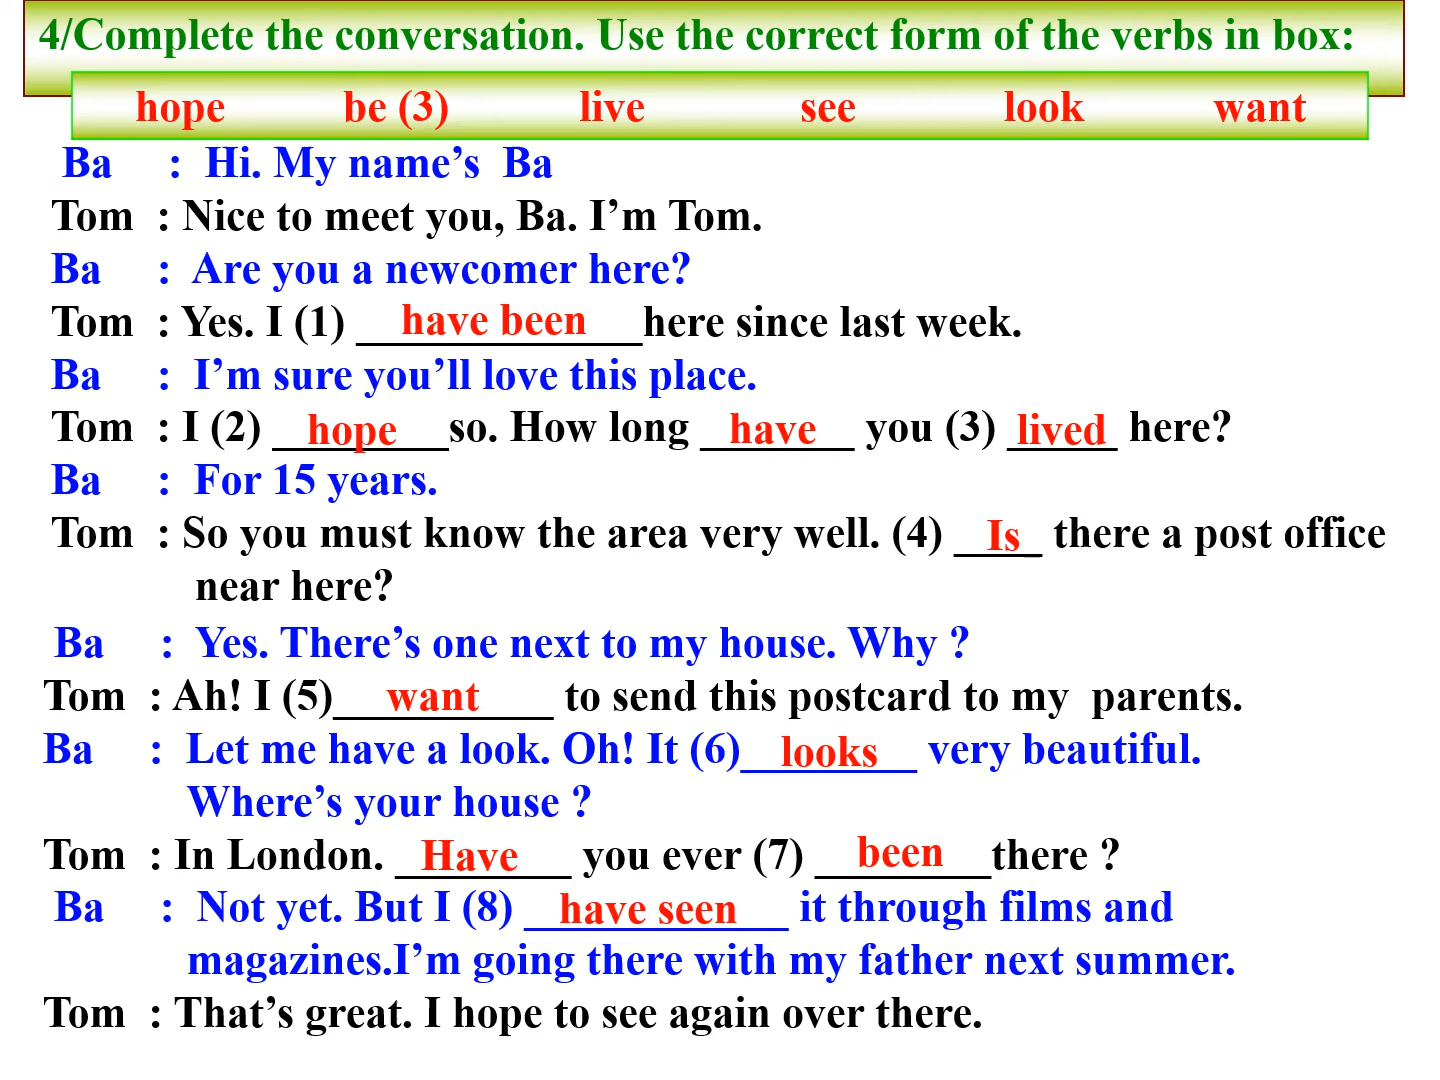 4/Complete the conversation. Use the correct form of the verbs in box:
hope be (3) live see look want
Ba : Hi. My name’s Ba
Tom : Nice to meet you, Ba. I’m Tom.
Ba : Are you a newcomer here?
Tom : Yes. I (1) have been here since last week.
Ba : I’m sure you’ll love this place.
Tom : I (2) hope so. How long have you (3) lived here?
Ba : For 15 years.
Tom : So you must know the area very well. (4) Is there a post office
near here?
Ba : Yes. There’s one next to my house. Why ?
Tom : Ah! I (5) want to send this postcard to my parents.
Ba : Let me have a look. Oh! It (6) looks very beautiful.
Where’s your house ?
Tom : In London. Have you ever (7) been there ?
Ba : Not yet. But I (8) have seen it through films and
magazines.I’m going there with my father next summer.
Tom : That’s great. I hope to see again over there.